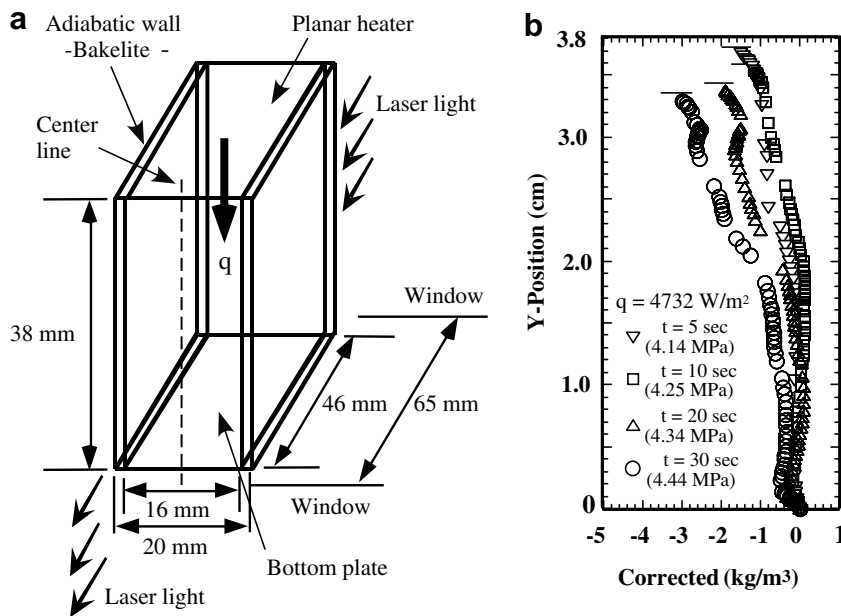 a
Adiabatic wall
-Bakelite -
Planar heater
Laser light
Center
line
q
38 mm
Window
46 mm
65 mm
Window
16 mm
20 mm
Bottom plate
Laser light
b
3.8
3.0
2.0
1.0
0
Y-Position (cm)
q = 4732 W/m²
t = 5 sec
(4.14 MPa)
t = 10 sec
(4.25 MPa)
t = 20 sec
(4.34 MPa)
t = 30 sec
(4.44 MPa)
-5 -4 -3 -2 -1 0 1
Corrected (kg/m³)